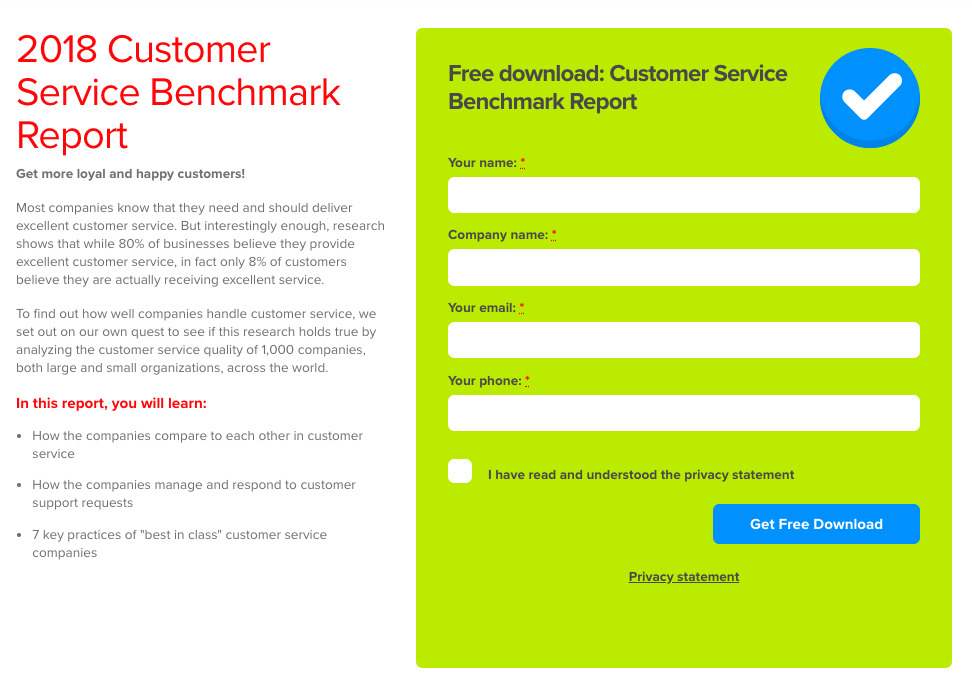 2018 Customer
Service Benchmark
Report
Get more loyal and happy customers!
Most companies know that they need and should deliver
excellent customer service. But interestingly enough, research
shows that while 80% of businesses believe they provide
excellent customer service, in fact only 8% of customers
believe they are actually receiving excellent service.
To find out how well companies handle customer service, we
set out on our own quest to see if this research holds true by
analyzing the customer service quality of 1,000 companies,
both large and small organizations, across the world.
In this report, you will learn:
• How the companies compare to each other in customer
service
• How the companies manage and respond to customer
support requests
• 7 key practices of "best in class" customer service
companies
Free download: Customer Service
Benchmark Report
Your name: *
Company name: *
Your email: *
Your phone: *
I have read and understood the privacy statement
Get Free Download
Privacy statement